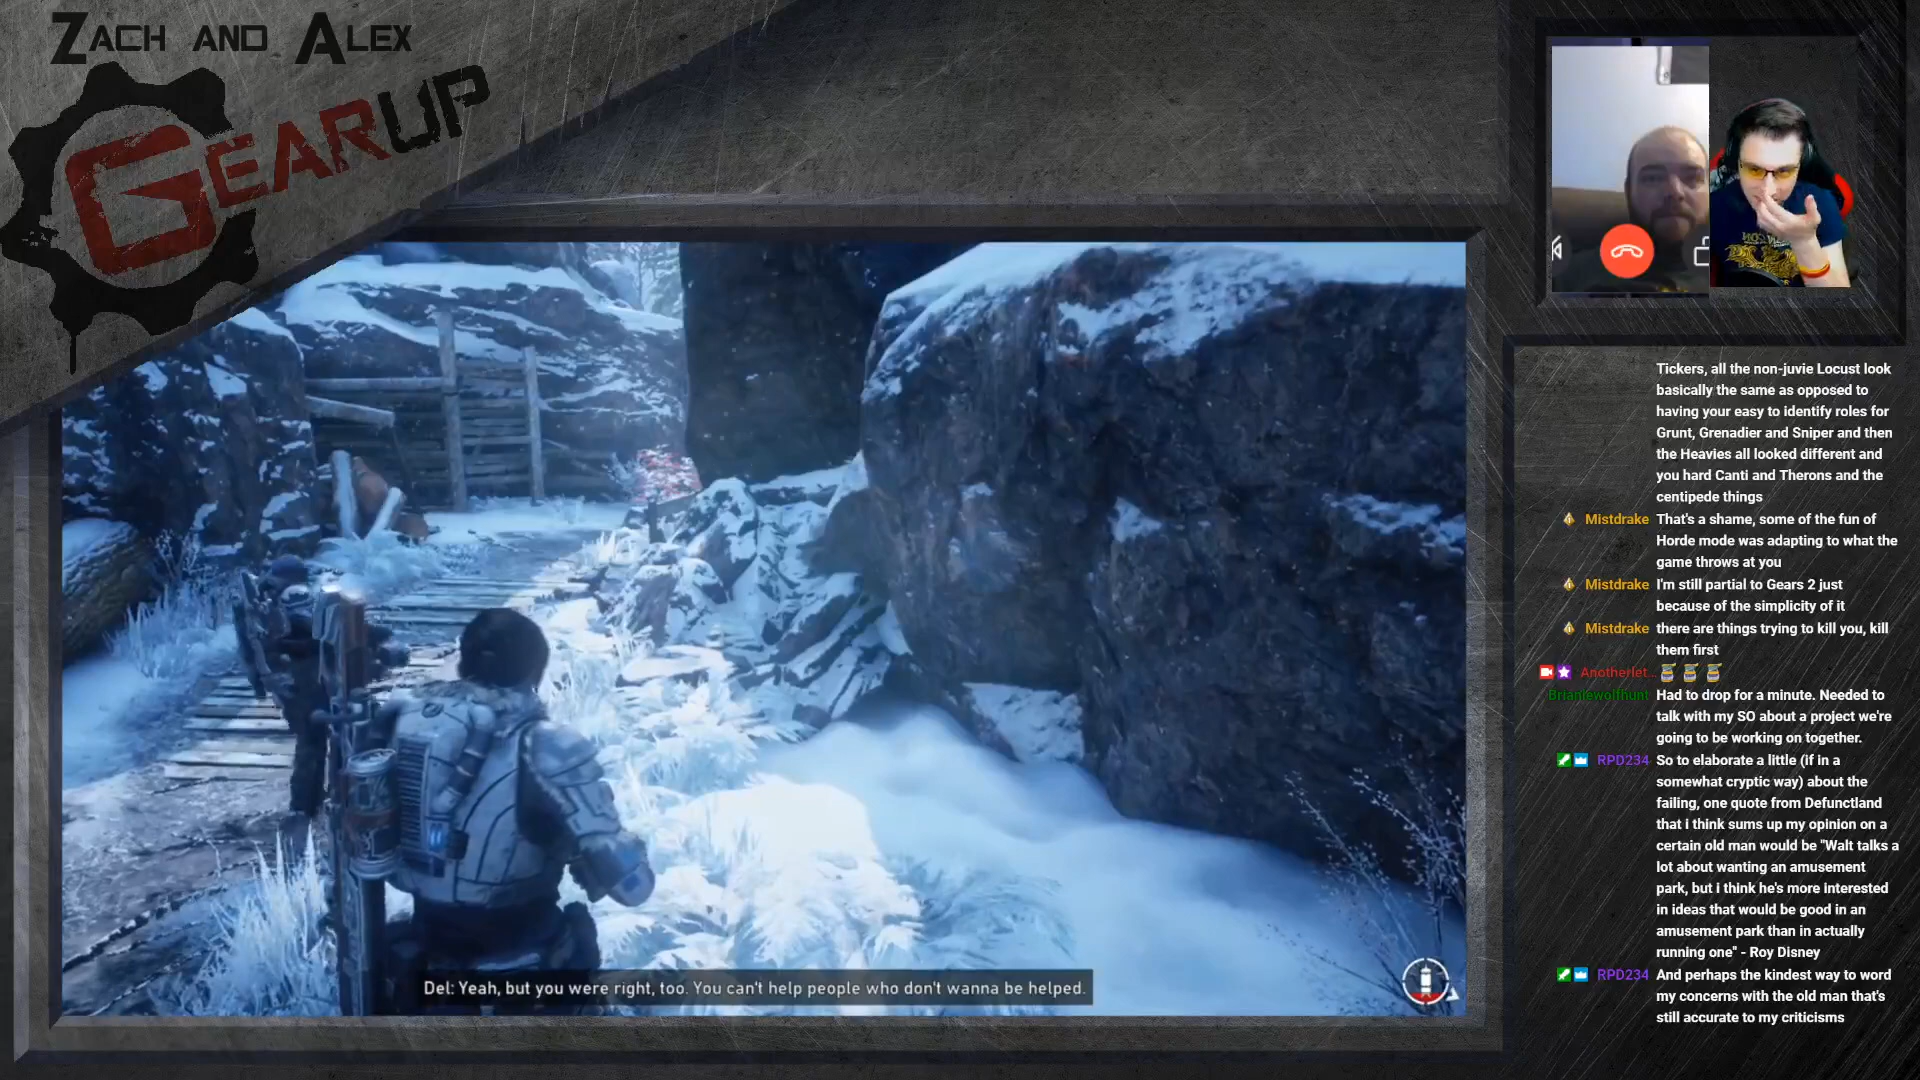 ZACH AND ALEX
GEARUP
Tickers, all the non-juvie Locust look
basically the same as opposed to
having your easy to identify roles for
Grunt, Grenadier and Sniper and then
the Heavies all looked different and
you hard Canti and Therons and the
centipede things
Mistdrake That's a shame, some of the fun of
Horde mode was adapting to what the
game throws at you
Mistdrake I'm still partial to Gears 2 just
because of the simplicity of it
Mistdrake there are things trying to kill you, kill
them first
Anotherlet...
Brianiewolfhunt Had to drop for a minute. Needed to
talk with my SO about a project we're
going to be working on together.
RPD234 So to elaborate a little (if in a
somewhat cryptic way) about the
failing, one quote from Defunctland
that i think sums up my opinion on a
certain old man would be "Walt talks a
lot about wanting an amusement
park, but i think he's more interested
in ideas that would be good in an
amusement park than in actually
running one" - Roy Disney
RPD234 And perhaps the kindest way to word
my concerns with the old man that's
still accurate to my criticisms
Del: Yeah, but you were right, too. You can't help people who don't wanna be helped.